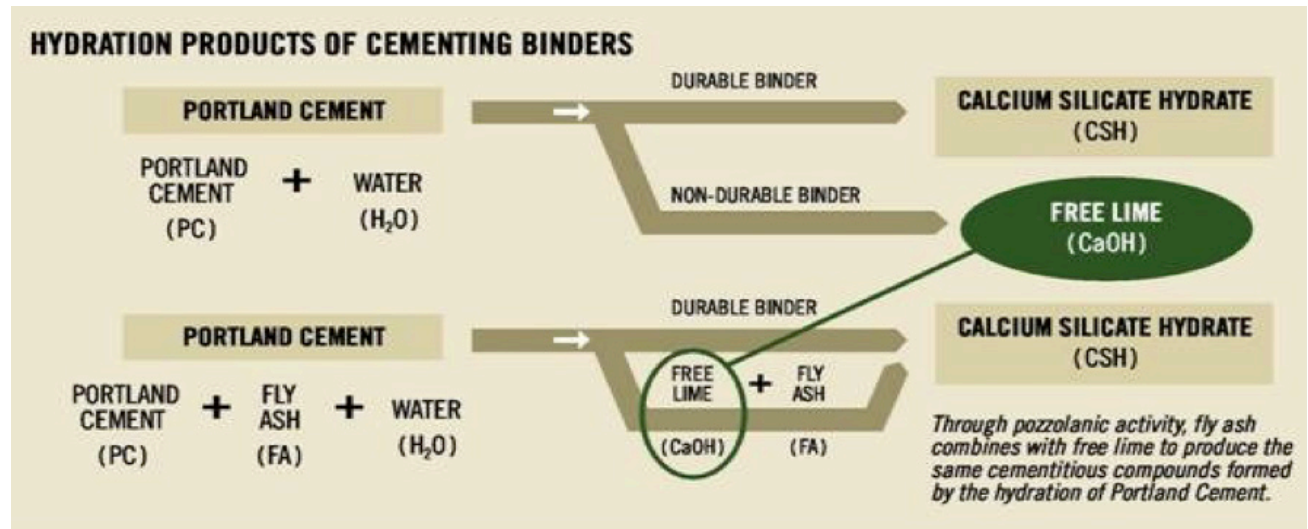 HYDRATION PRODUCTS OF CEMENTING BINDERS
PORTLAND CEMENT
PORTLAND
CEMENT
(PC)
+
WATER
(H₂O)
DURABLE BINDER
NON-DURABLE BINDER
CALCIUM SILICATE HYDRATE
(CSH)
FREE LIME
(CaOH)
PORTLAND CEMENT
PORTLAND
CEMENT
(PC)
+
FLY
ASH
(FA)
+
WATER
(H₂O)
DURABLE BINDER
FREE
LIME
(CaOH)
+
FLY
ASH
(FA)
CALCIUM SILICATE HYDRATE
(CSH)
Through pozzolanic activity, fly ash
combines with free lime to produce the
same cementitious compounds formed
by the hydration of Portland Cement.